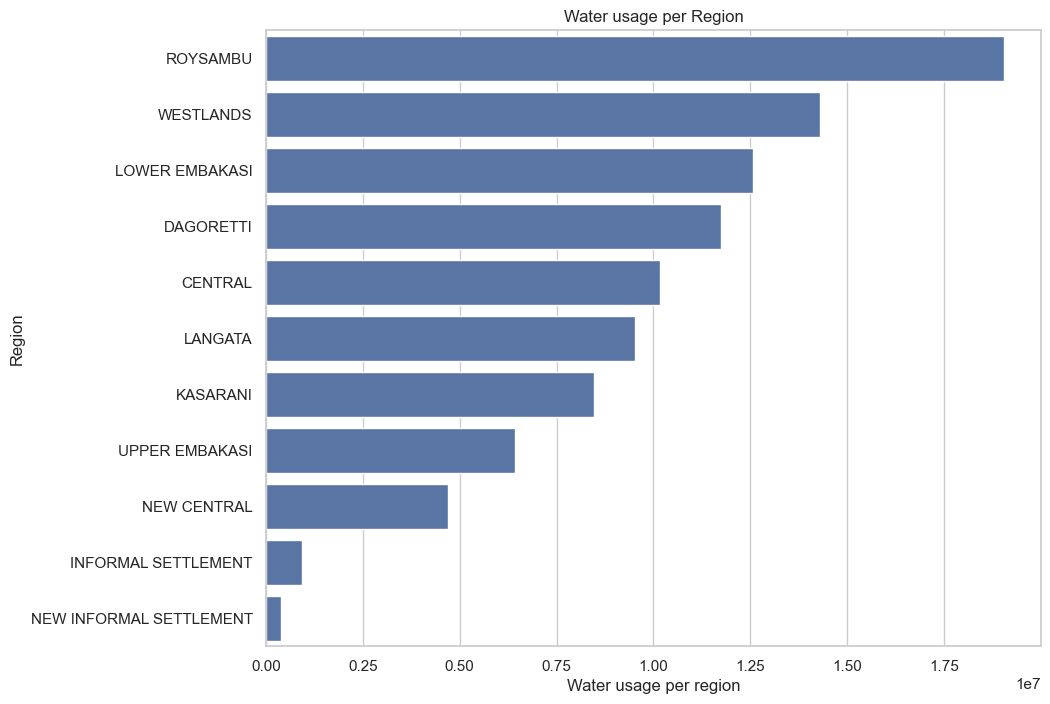 Water usage per Region
ROYSAMBU
WESTLANDS
LOWER EMBAKASI
DAGORETTI
CENTRAL
LANGATA
KASARANI
UPPER EMBAKASI
NEW CENTRAL
INFORMAL SETTLEMENT
NEW INFORMAL SETTLEMENT
Region
0.00 0.25 0.50 0.75 1.00 1.25 1.50 1.75
1e7
Water usage per region